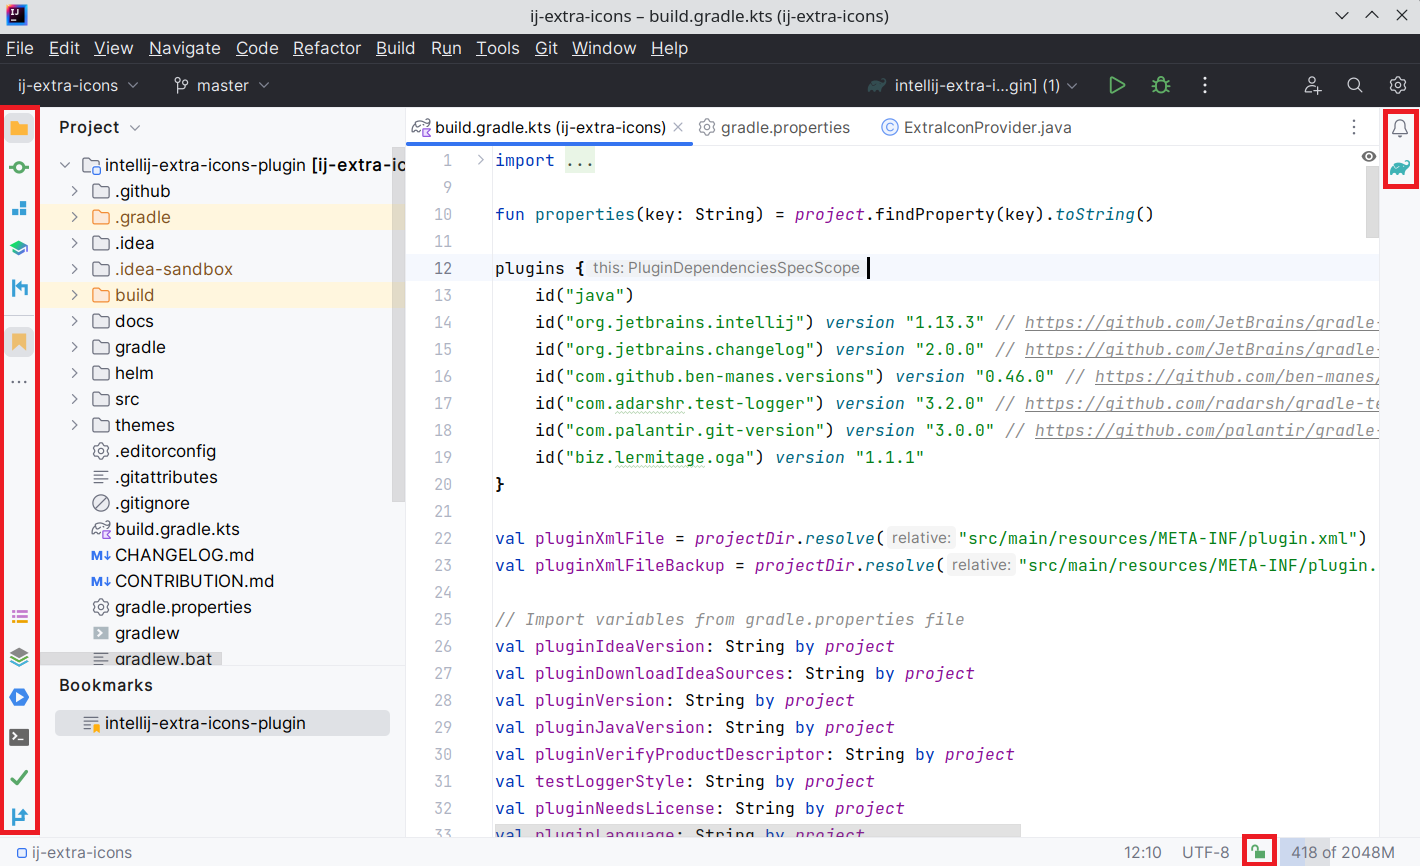 ij-extra-icons – build.gradle.kts (ij-extra-icons)
File Edit View Navigate Code Refactor Build Run Tools Git Window Help
ij-extra-icons master intellij-extra-i...gin] (1)
Project
intellij-extra-icons-plugin [ij-extra-ic
.github
.gradle
.idea
.idea-sandbox
build
docs
gradle
helm
src
themes
.editorconfig
.gitattributes
.gitignore
build.gradle.kts
M↓ CHANGELOG.md
M↓ CONTRIBUTION.md
gradle.properties
gradlew
gradlew.bat
Bookmarks
intellij-extra-icons-plugin
build.gradle.kts (ij-extra-icons) gradle.properties ExtraIconProvider.java
1 import ...
9
10 fun properties(key: String) = project.findProperty(key).toString()
11
12 plugins { this: PluginDependenciesSpecScope
13 id("java")
14 id("org.jetbrains.intellij") version "1.13.3" // https://github.com/JetBrains/gradle-
15 id("org.jetbrains.changelog") version "2.0.0" // https://github.com/JetBrains/gradle-
16 id("com.github.ben-manes.versions") version "0.46.0" // https://github.com/ben-manes/
17 id("com.adarshr.test-logger") version "3.2.0" // https://github.com/radarsh/gradle-te
18 id("com.palantir.git-version") version "3.0.0" // https://github.com/palantir/gradle-
19 id("biz.lermitage.oga") version "1.1.1"
20 }
21
22 val pluginXmlFile = projectDir.resolve( relative: "src/main/resources/META-INF/plugin.xml")
23 val pluginXmlFileBackup = projectDir.resolve( relative: "src/main/resources/META-INF/plugin.
24
25 // Import variables from gradle.properties file
26 val pluginIdeaVersion: String by project
27 val pluginDownloadIdeaSources: String by project
28 val pluginVersion: String by project
29 val pluginJavaVersion: String by project
30 val pluginVerifyProductDescriptor: String by project
31 val testLoggerStyle: String by project
32 val pluginNeedsLicense: String by project
33 val pluginLanguage: String by project
ij-extra-icons 12:10 UTF-8 418 of 2048M